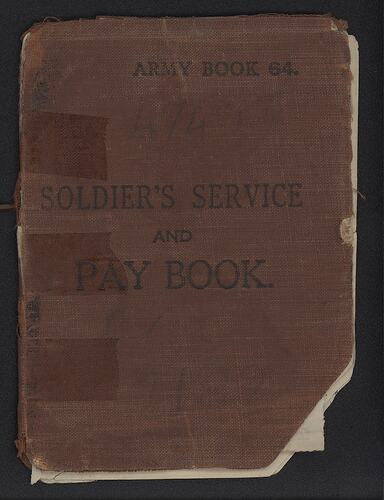 ARMY BOOK 64.
SOLDIER'S SERVICE
AND
PAY BOOK.